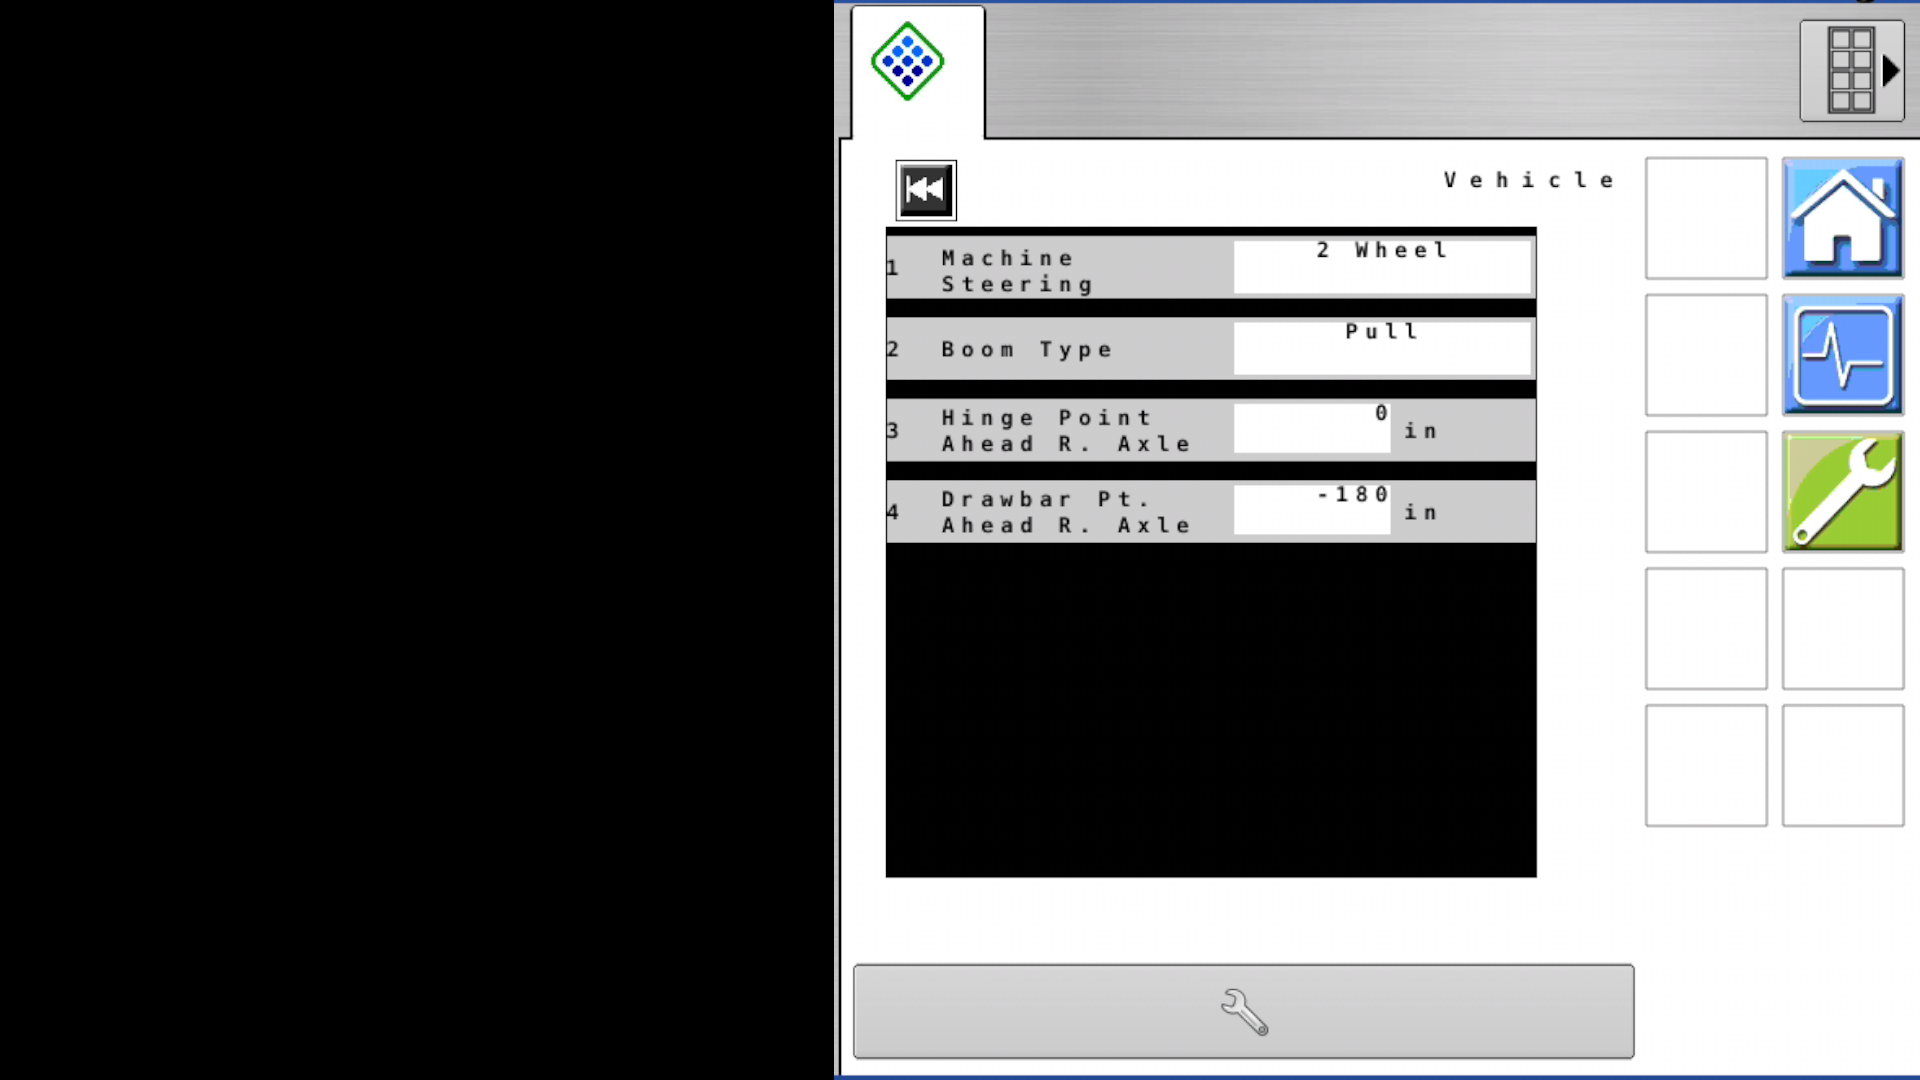 Vehicle
1 Machine Steering 2 Wheel
2 Boom Type Pull
3 Hinge Point Ahead R. Axle 0 in
4 Drawbar Pt. Ahead R. Axle -180 in